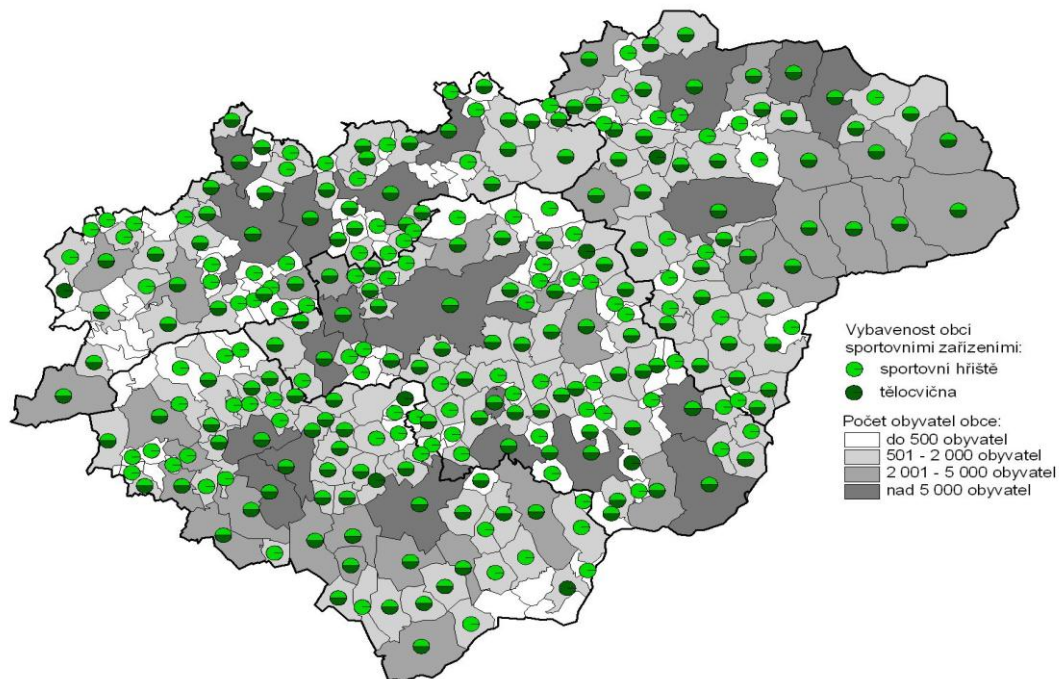 Vybavenost obcí
sportovními zařízeními:
sportovní hřiště
tělocvična
Počet obyvatel obce:
do 500 obyvatel
501 - 2 000 obyvatel
2 001 - 5 000 obyvatel
nad 5 000 obyvatel